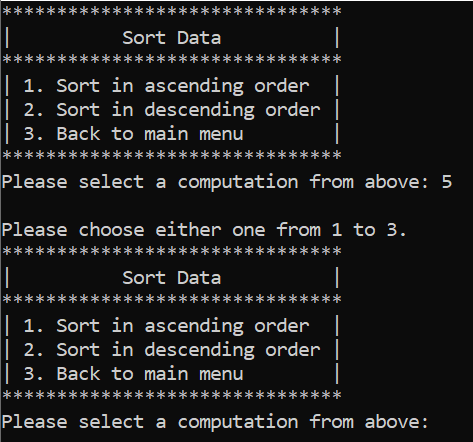 *******************************
|         Sort Data           |
*******************************
| 1. Sort in ascending order  |
| 2. Sort in descending order |
| 3. Back to main menu        |
*******************************
Please select a computation from above: 5

Please choose either one from 1 to 3.
*******************************
|         Sort Data           |
*******************************
| 1. Sort in ascending order  |
| 2. Sort in descending order |
| 3. Back to main menu        |
*******************************
Please select a computation from above: